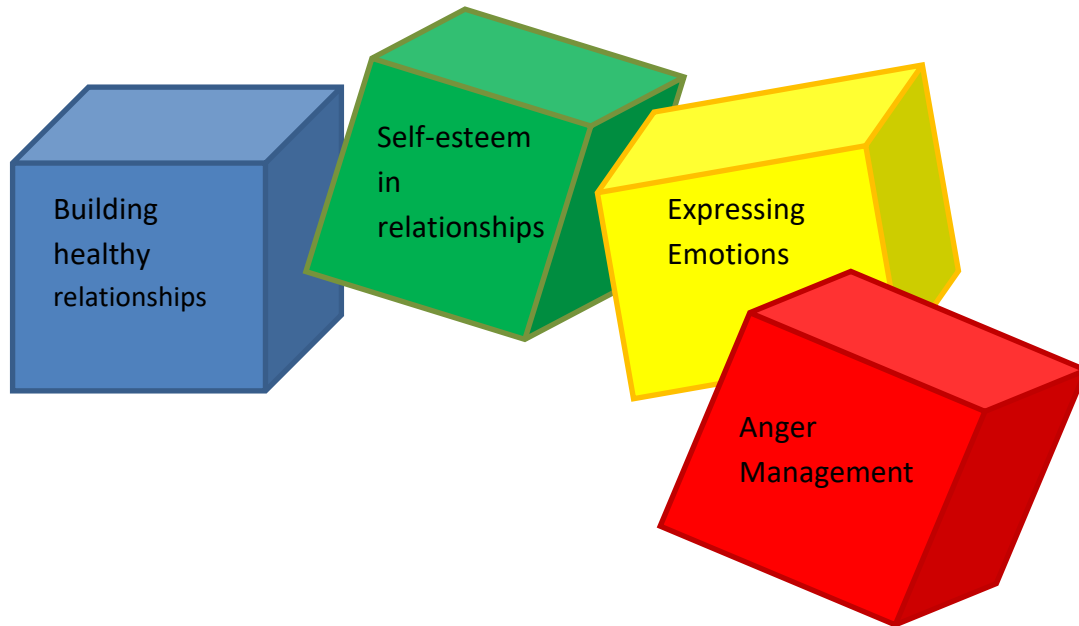 Building
healthy
relationships
Self-esteem
in
relationships
Expressing
Emotions
Anger
Management